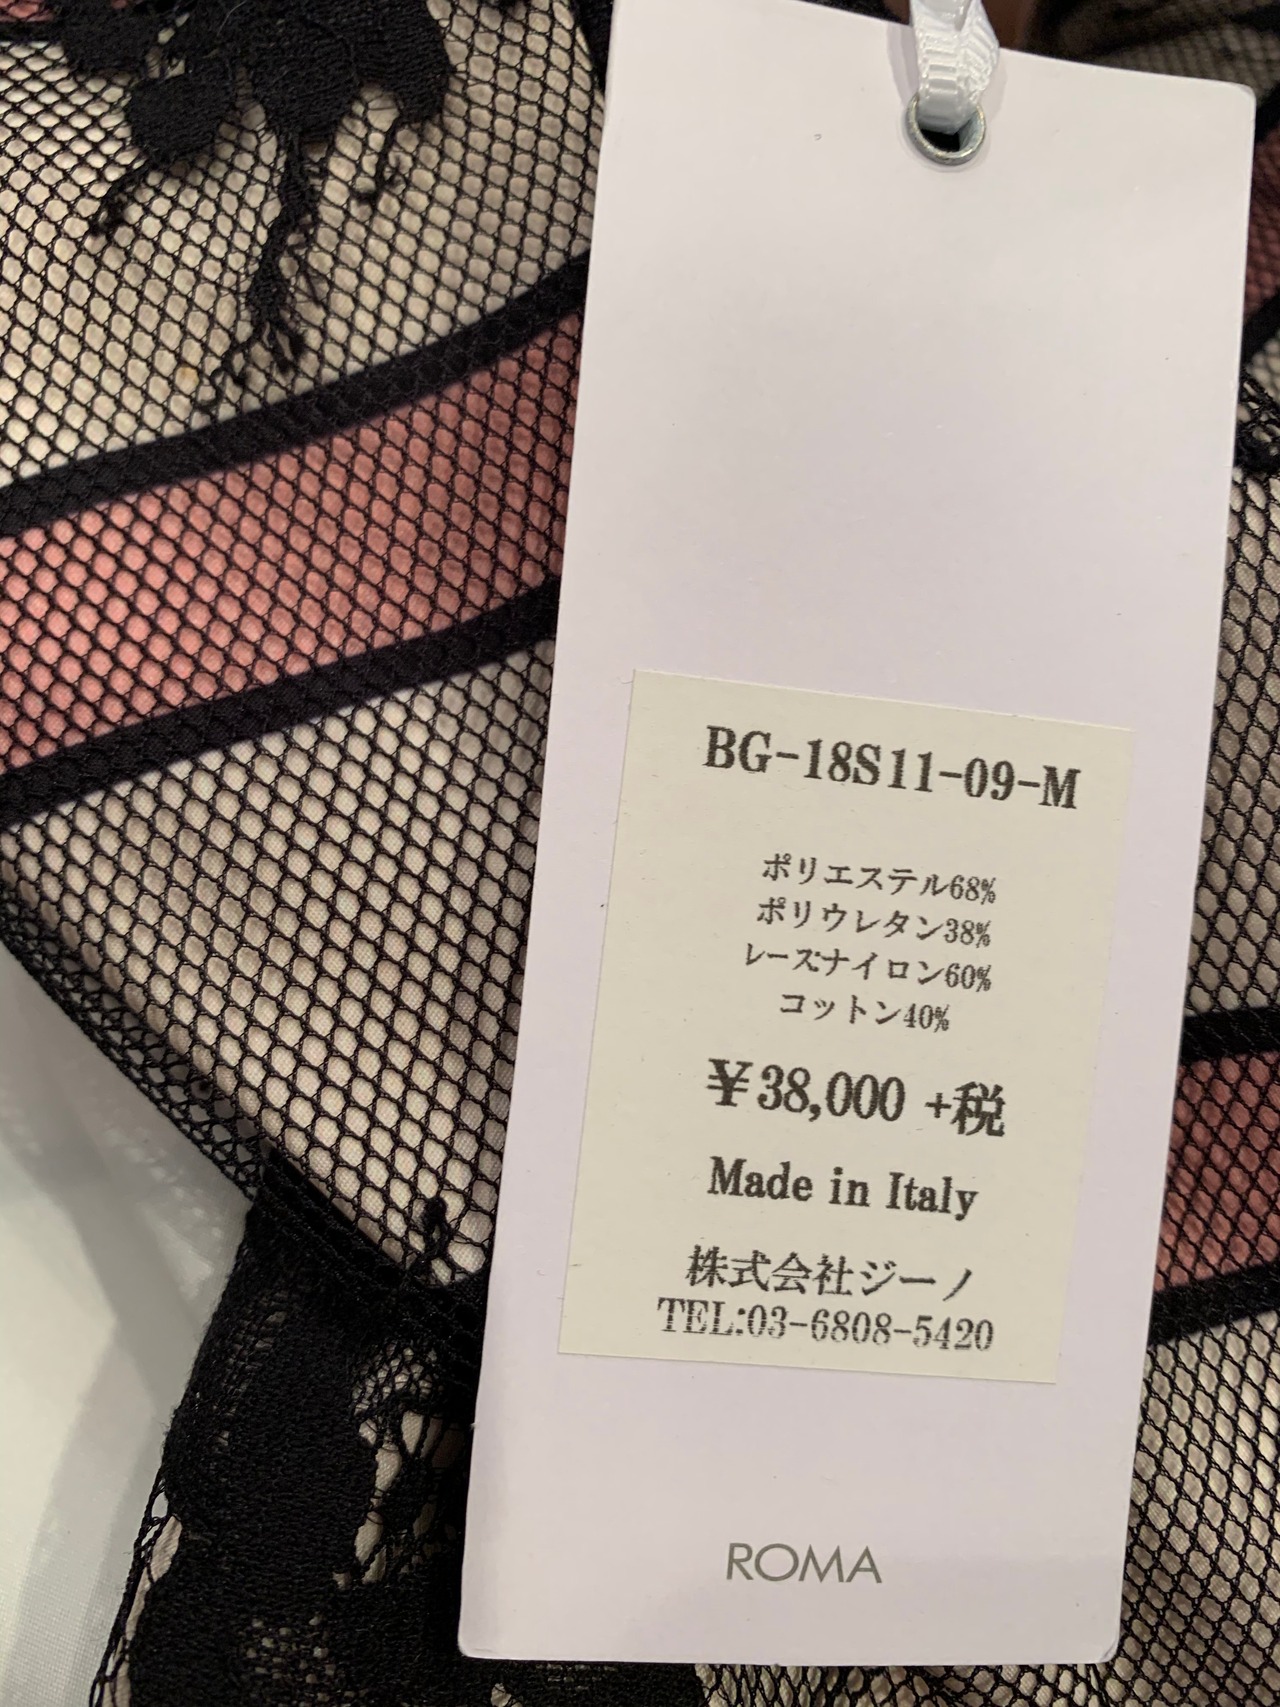 BG-18S11-09-M
ポリエステル68%
ポリウレタン38%
レースナイロン60%
コットン40%
￥38,000 +税
Made in Italy
株式会社ジーノ
TEL:03-6808-5420
ROMA